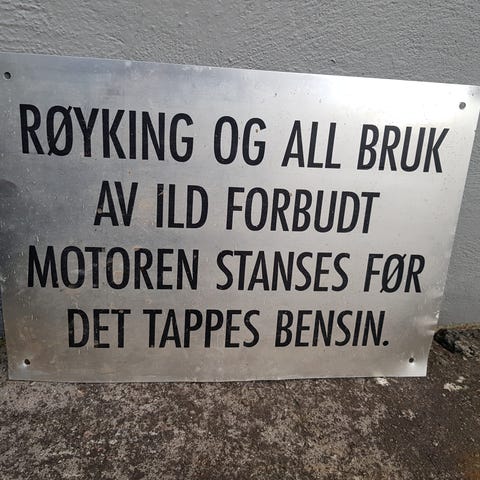 RØYKING OG ALL BRUK
AV ILD FORBUDT
MOTOREN STANSES FØR
DET TAPPES BENSIN.